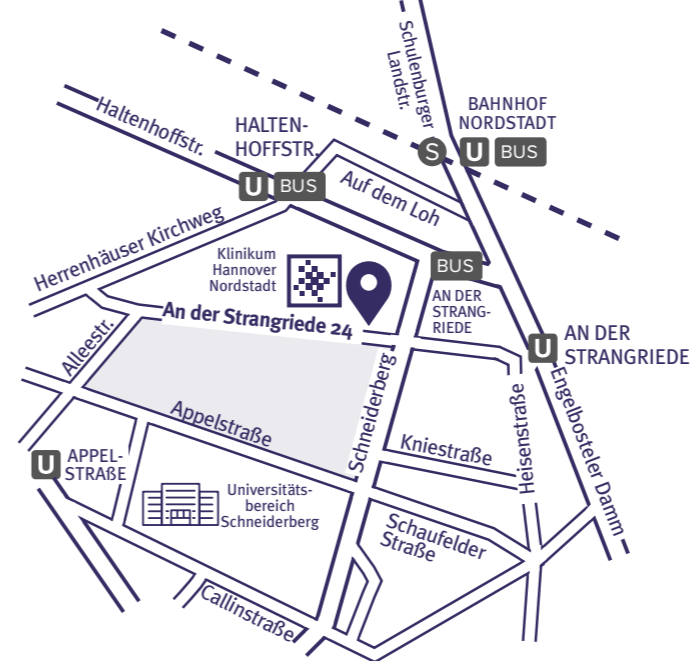 Schulenburger
Landstr.
BAHNHOF
NORDSTADT
S
U BUS
Haltenhoffstr.
HALTEN-
HOFFSTR.
U BUS
Auf dem Loh
Herrenhäuser Kirchweg
Klinikum
Hannover
Nordstadt
BUS
AN DER
STRANG-
RIEDE
An der Strangriede 24
U
AN DER
STRANGRIEDE
Alleestr.
Schneiderberg
Heisenstraße
Engelbosteler Damm
Appelstraße
Kniestraße
U
APPEL-
STRAßE
Universitäts-
bereich
Schneiderberg
Schaufelder
Straße
Callinstraße